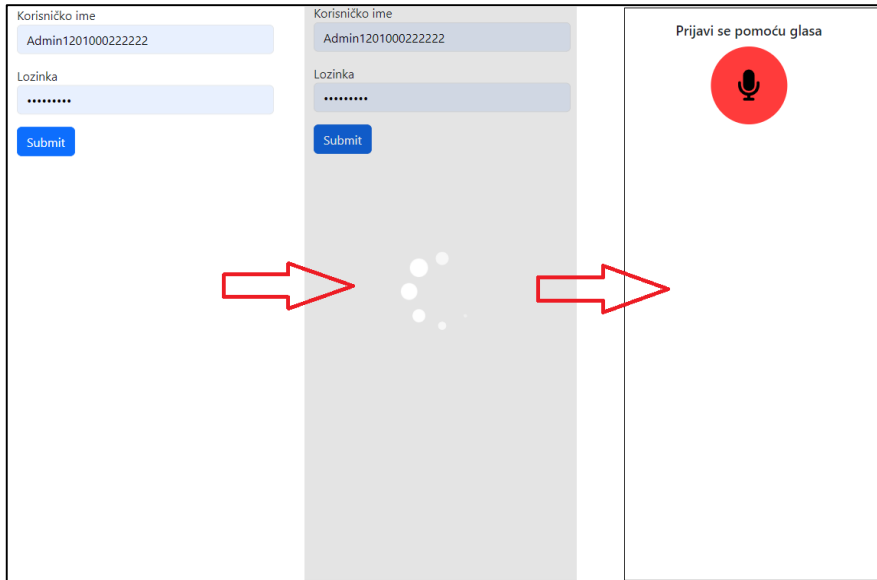 Korisničko ime
Admin1201000222222
Lozinka
•••••••••
Submit
Korisničko ime
Admin1201000222222
Lozinka
•••••••••
Submit
Prijavi se pomoću glasa